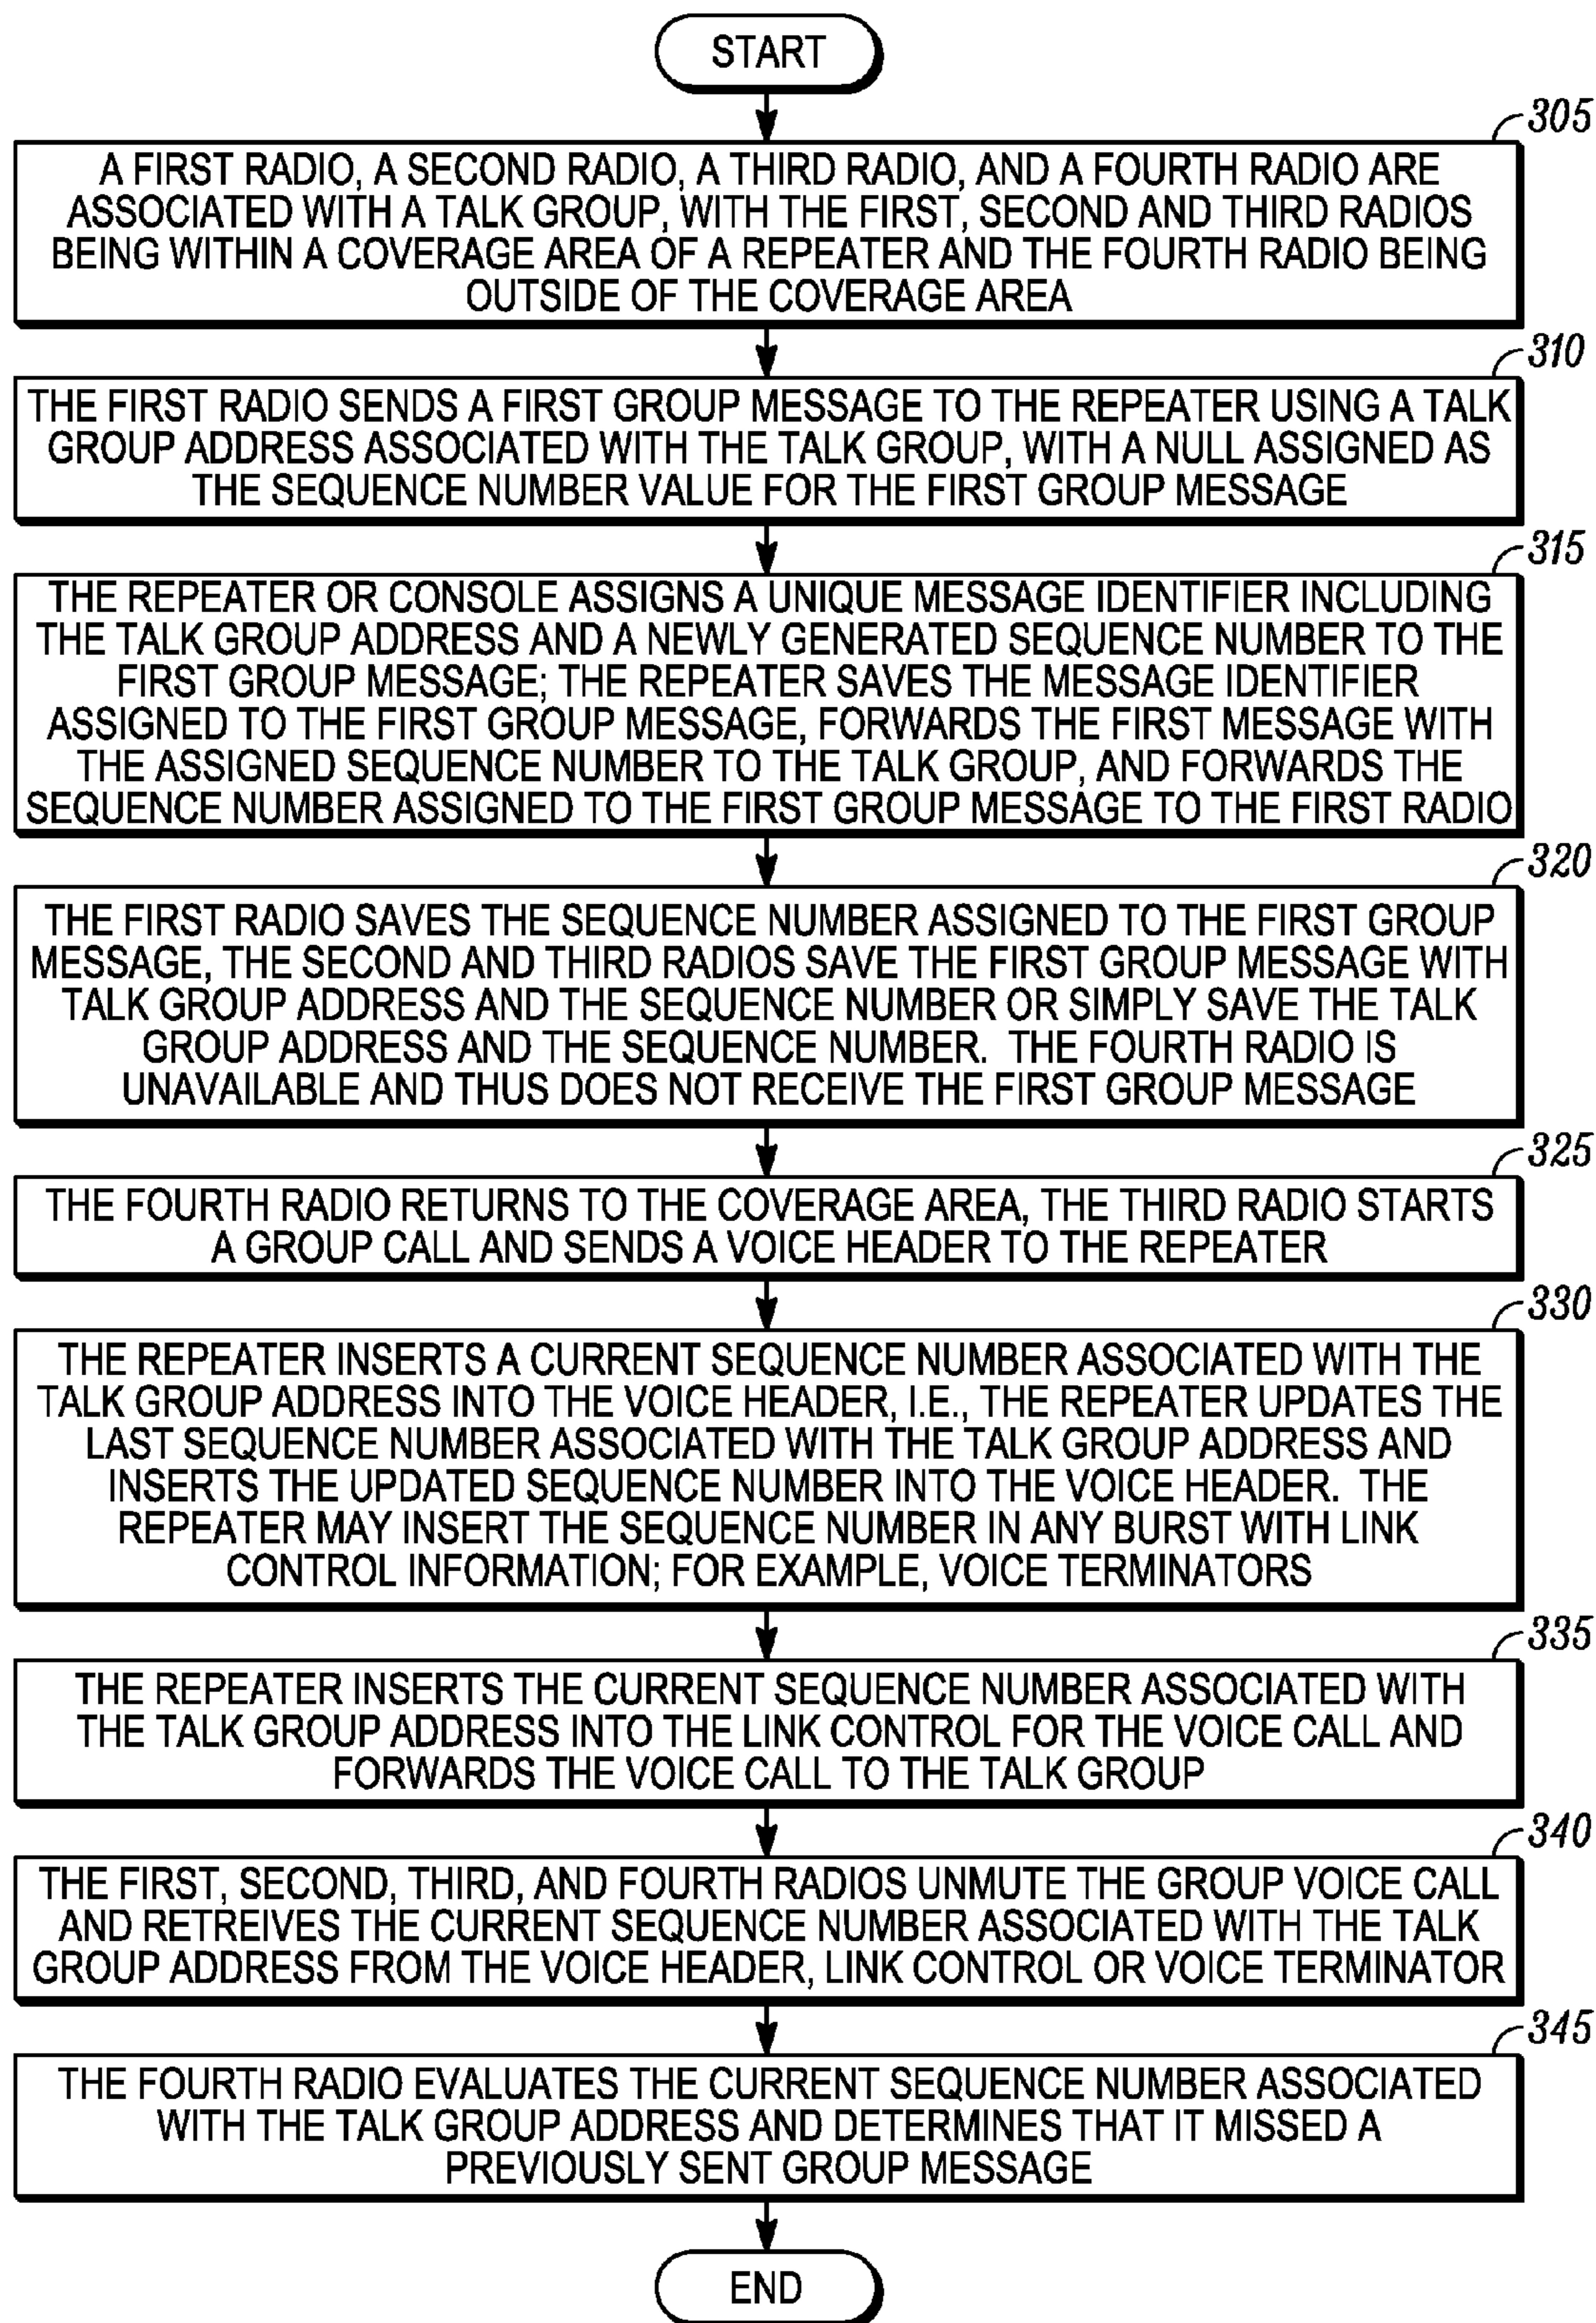 START
305
A FIRST RADIO, A SECOND RADIO, A THIRD RADIO, AND A FOURTH RADIO ARE
ASSOCIATED WITH A TALK GROUP, WITH THE FIRST, SECOND AND THIRD RADIOS
BEING WITHIN A COVERAGE AREA OF A REPEATER AND THE FOURTH RADIO BEING
OUTSIDE OF THE COVERAGE AREA
310
THE FIRST RADIO SENDS A FIRST GROUP MESSAGE TO THE REPEATER USING A TALK
GROUP ADDRESS ASSOCIATED WITH THE TALK GROUP, WITH A NULL ASSIGNED AS
THE SEQUENCE NUMBER VALUE FOR THE FIRST GROUP MESSAGE
315
THE REPEATER OR CONSOLE ASSIGNS A UNIQUE MESSAGE IDENTIFIER INCLUDING
THE TALK GROUP ADDRESS AND A NEWLY GENERATED SEQUENCE NUMBER TO THE
FIRST GROUP MESSAGE; THE REPEATER SAVES THE MESSAGE IDENTIFIER
ASSIGNED TO THE FIRST GROUP MESSAGE, FORWARDS THE FIRST MESSAGE WITH
THE ASSIGNED SEQUENCE NUMBER TO THE TALK GROUP, AND FORWARDS THE
SEQUENCE NUMBER ASSIGNED TO THE FIRST GROUP MESSAGE TO THE FIRST RADIO
320
THE FIRST RADIO SAVES THE SEQUENCE NUMBER ASSIGNED TO THE FIRST GROUP
MESSAGE, THE SECOND AND THIRD RADIOS SAVE THE FIRST GROUP MESSAGE WITH
TALK GROUP ADDRESS AND THE SEQUENCE NUMBER OR SIMPLY SAVE THE TALK
GROUP ADDRESS AND THE SEQUENCE NUMBER. THE FOURTH RADIO IS
UNAVAILABLE AND THUS DOES NOT RECEIVE THE FIRST GROUP MESSAGE
325
THE FOURTH RADIO RETURNS TO THE COVERAGE AREA, THE THIRD RADIO STARTS
A GROUP CALL AND SENDS A VOICE HEADER TO THE REPEATER
330
THE REPEATER INSERTS A CURRENT SEQUENCE NUMBER ASSOCIATED WITH THE
TALK GROUP ADDRESS INTO THE VOICE HEADER, I.E., THE REPEATER UPDATES THE
LAST SEQUENCE NUMBER ASSOCIATED WITH THE TALK GROUP ADDRESS AND
INSERTS THE UPDATED SEQUENCE NUMBER INTO THE VOICE HEADER. THE
REPEATER MAY INSERT THE SEQUENCE NUMBER IN ANY BURST WITH LINK
CONTROL INFORMATION; FOR EXAMPLE, VOICE TERMINATORS
335
THE REPEATER INSERTS THE CURRENT SEQUENCE NUMBER ASSOCIATED WITH
THE TALK GROUP ADDRESS INTO THE LINK CONTROL FOR THE VOICE CALL AND
FORWARDS THE VOICE CALL TO THE TALK GROUP
340
THE FIRST, SECOND, THIRD, AND FOURTH RADIOS UNMUTE THE GROUP VOICE CALL
AND RETREIVES THE CURRENT SEQUENCE NUMBER ASSOCIATED WITH THE TALK
GROUP ADDRESS FROM THE VOICE HEADER, LINK CONTROL OR VOICE TERMINATOR
345
THE FOURTH RADIO EVALUATES THE CURRENT SEQUENCE NUMBER ASSOCIATED
WITH THE TALK GROUP ADDRESS AND DETERMINES THAT IT MISSED A
PREVIOUSLY SENT GROUP MESSAGE
END